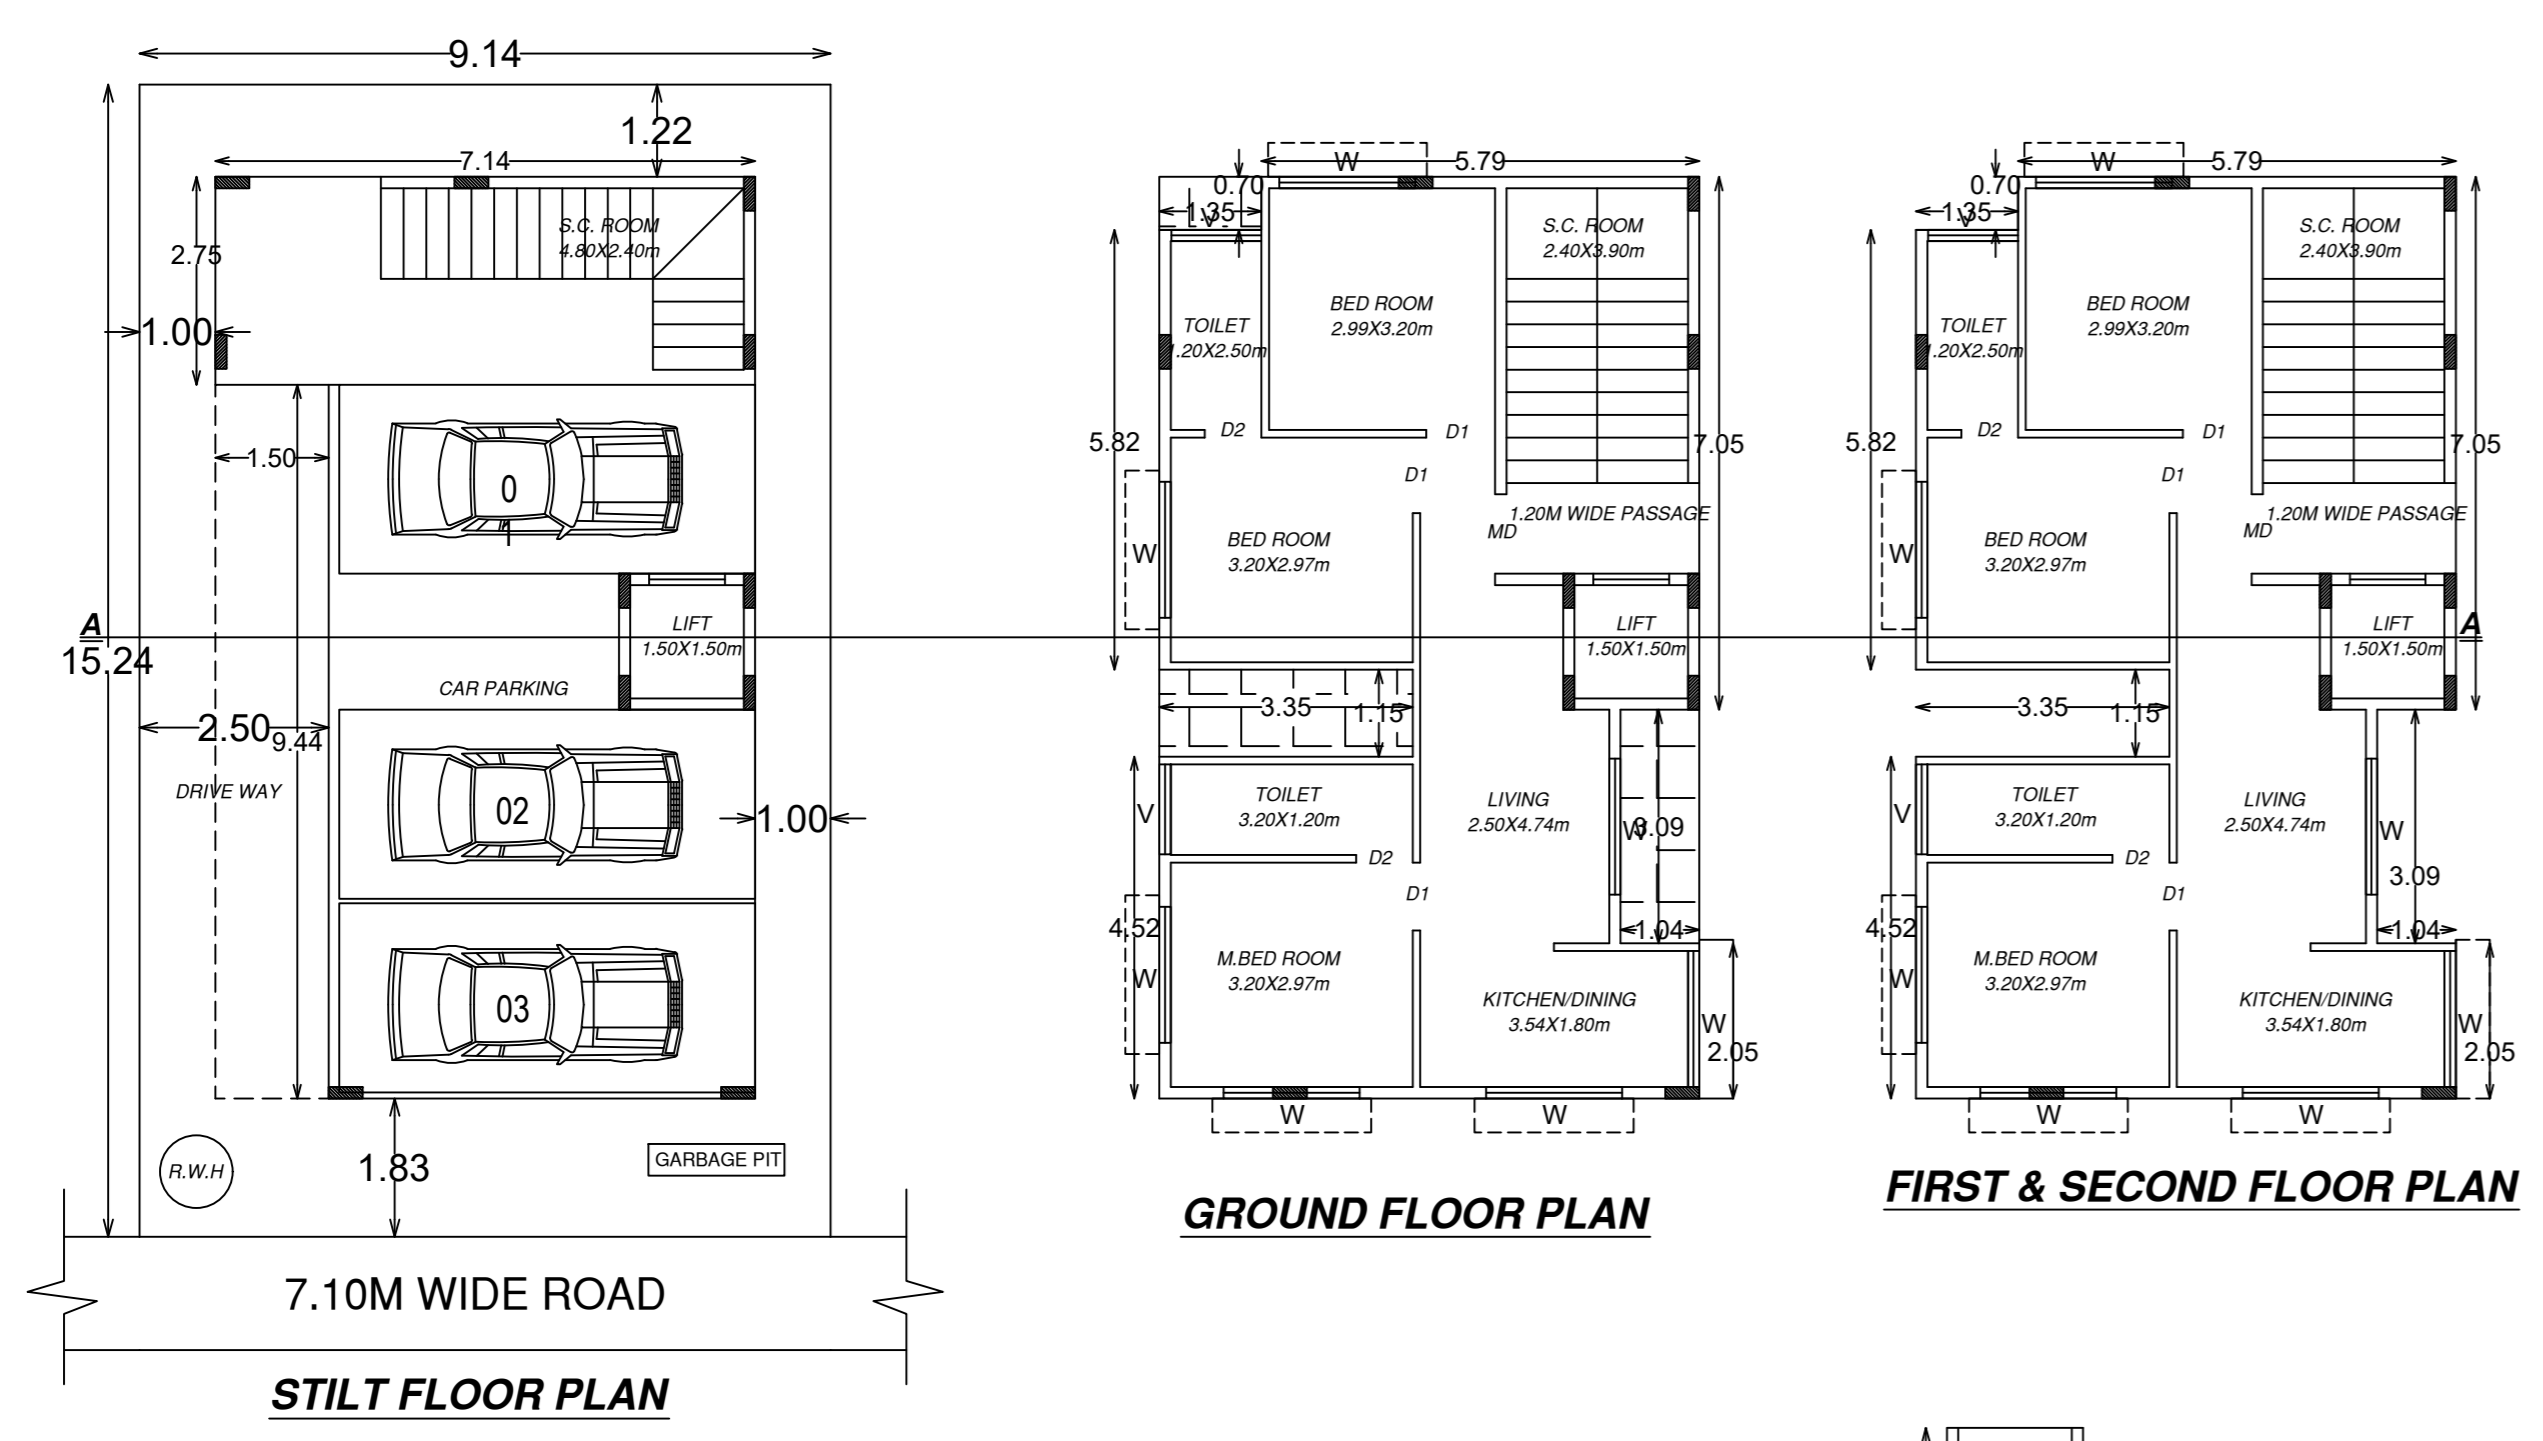 9.14
1.22
7.14
S.C. ROOM
4.80X2.40m
2.75
1.00
1.50
0
1
A
15.24
LIFT
1.50X1.50m
CAR PARKING
2.50
9.44
DRIVE WAY
02
1.00
03
R.W.H
1.83
GARBAGE PIT
7.10M WIDE ROAD
STILT FLOOR PLAN
W
5.79
0.70
1.35
V
S.C. ROOM
2.40X3.90m
BED ROOM
2.99X3.20m
TOILET
1.20X2.50m
D2
D1
5.82
7.05
D1
1.20M WIDE PASSAGE
MD
BED ROOM
3.20X2.97m
W
LIFT
1.50X1.50m
3.35
1.15
TOILET
3.20X1.20m
V
LIVING
2.50X4.74m
W
3.09
D2
D1
4.52
1.04
M.BED ROOM
3.20X2.97m
W
KITCHEN/DINING
3.54X1.80m
W
2.05
W
W
GROUND FLOOR PLAN
W
5.79
0.70
1.35
V
S.C. ROOM
2.40X3.90m
BED ROOM
2.99X3.20m
TOILET
1.20X2.50m
D2
D1
5.82
7.05
D1
1.20M WIDE PASSAGE
MD
BED ROOM
3.20X2.97m
W
LIFT
1.50X1.50m
A
3.35
1.15
TOILET
3.20X1.20m
V
LIVING
2.50X4.74m
W
3.09
D2
D1
4.52
1.04
M.BED ROOM
3.20X2.97m
W
KITCHEN/DINING
3.54X1.80m
W
2.05
W
W
FIRST & SECOND FLOOR PLAN